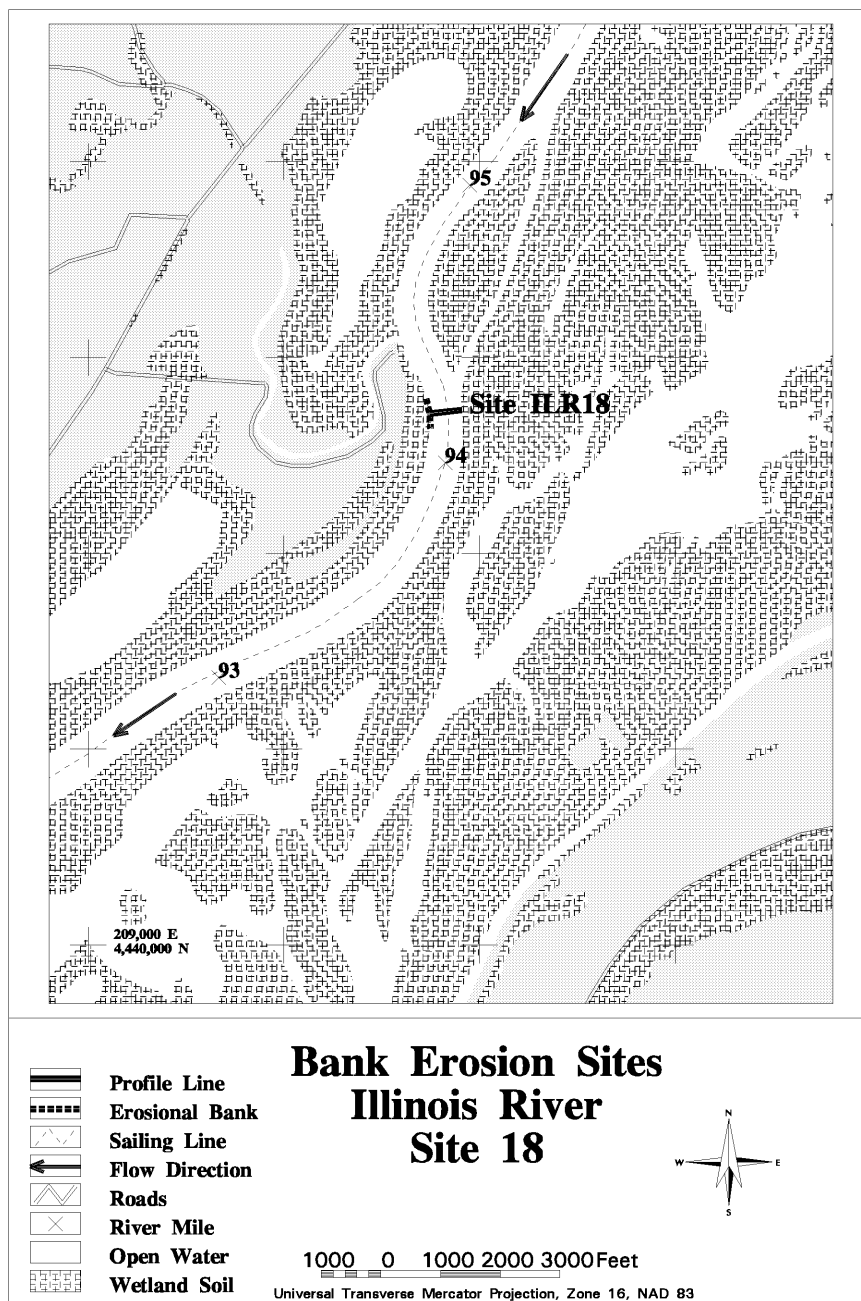 95
Site ILR18
94
93
209,000 E
4,440,000 N
Bank Erosion Sites
Illinois River
Site 18
Profile Line
Erosional Bank
Sailing Line
Flow Direction
Roads
River Mile
Open Water
Wetland Soil
N
W E
S
1000 0 1000 2000 3000 Feet
Universal Transverse Mercator Projection, Zone 16, NAD 83